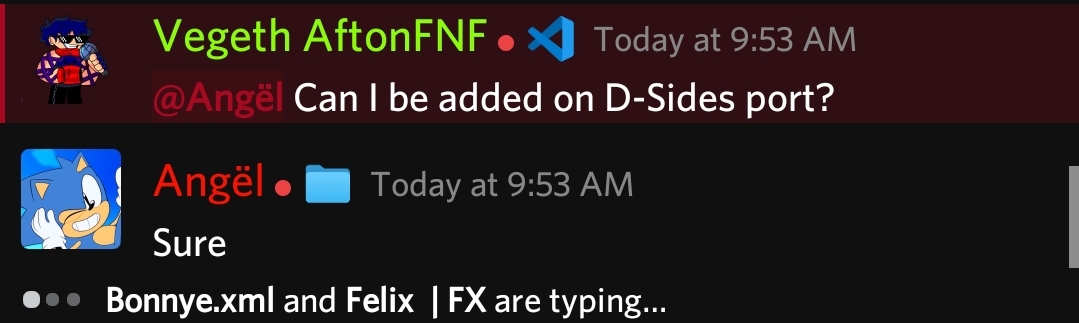 Vegeth AftonFNF Today at 9:53 AM
@Angël Can I be added on D-Sides port?
Angël Today at 9:53 AM
Sure
Bonnye.xml and Felix | FX are typing...